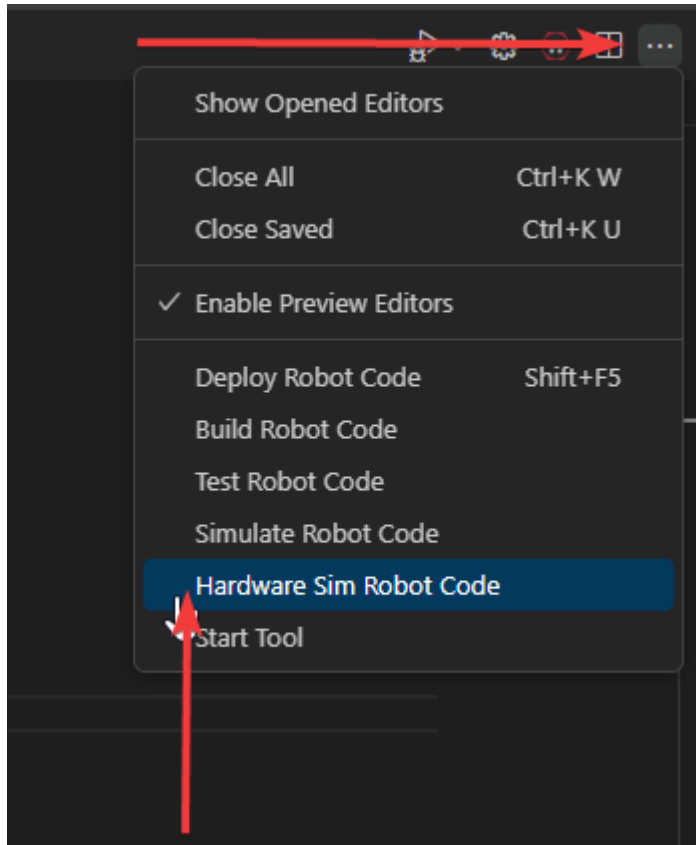 Show Opened Editors
Close All Ctrl+K W
Close Saved Ctrl+K U
Enable Preview Editors
Deploy Robot Code Shift+F5
Build Robot Code
Test Robot Code
Simulate Robot Code
Hardware Sim Robot Code
Start Tool